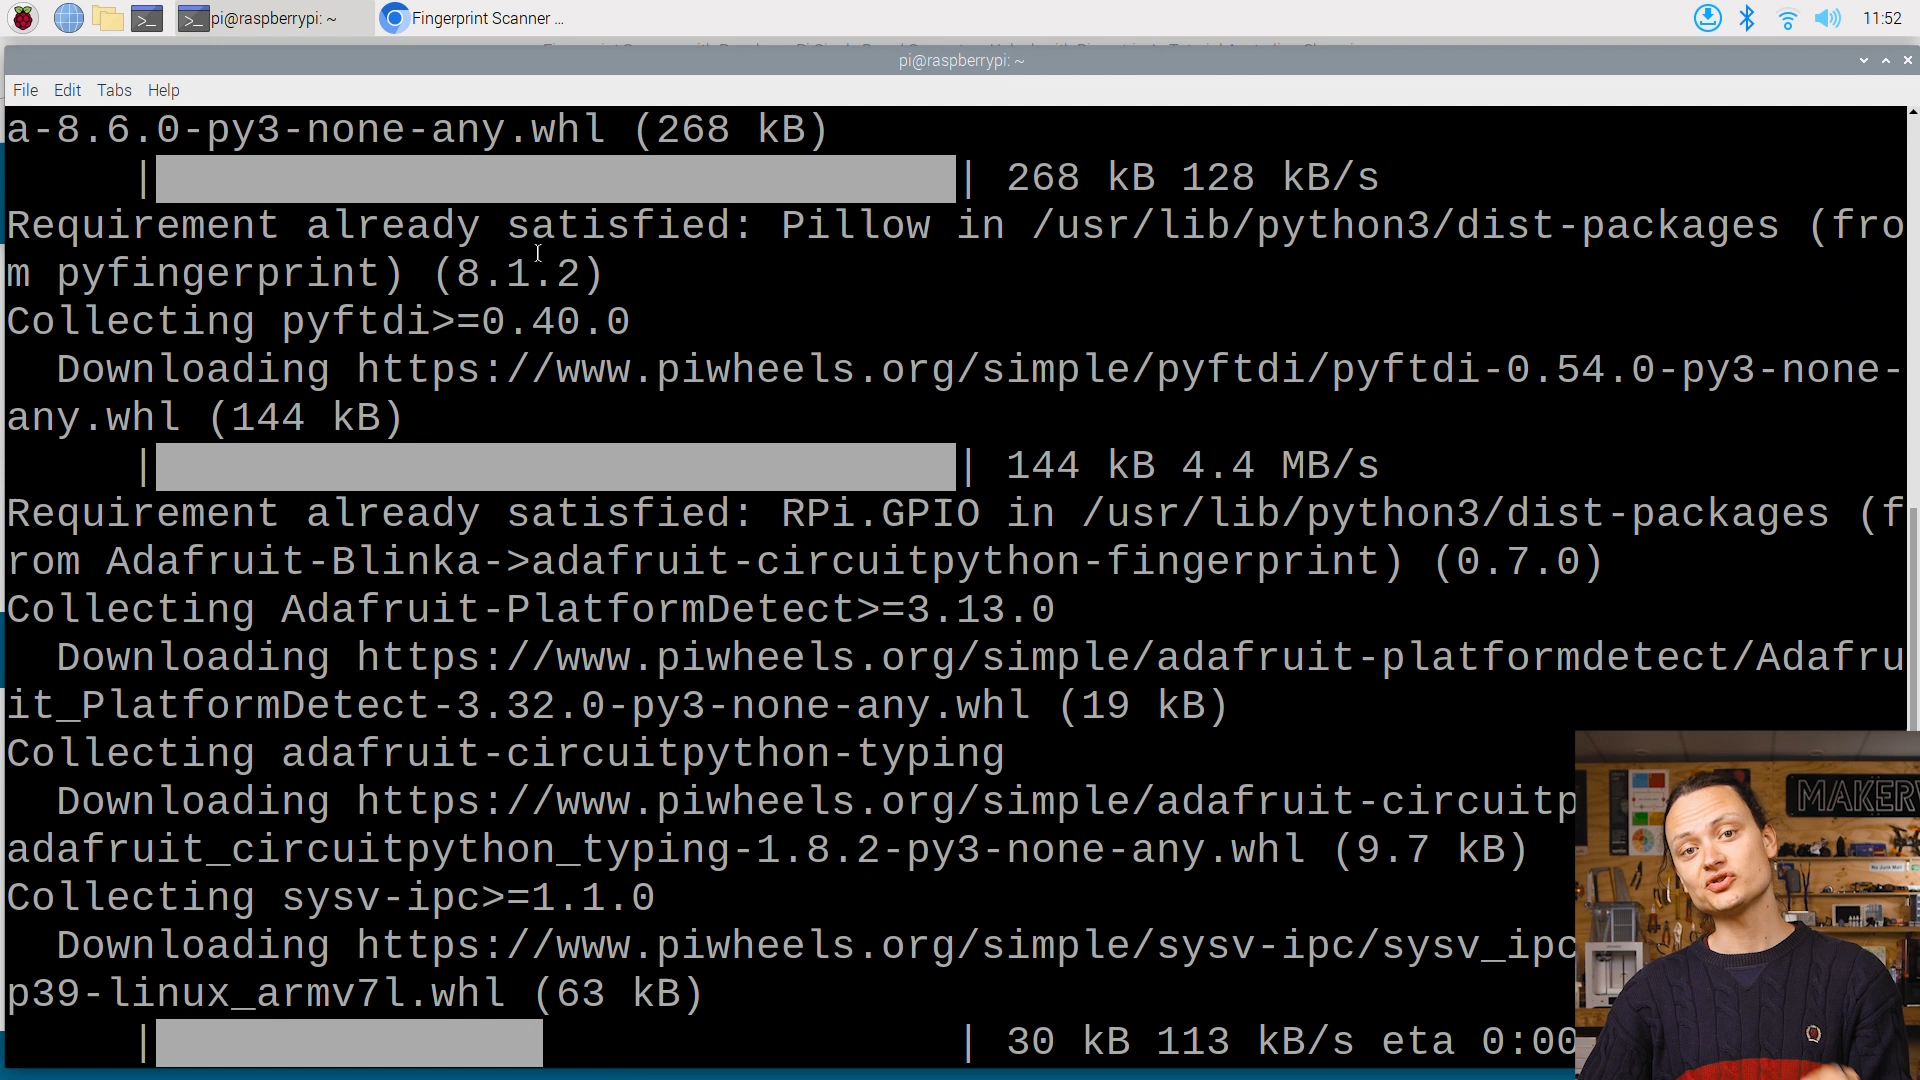 pi@raspberrypi: ~
Fingerprint Scanner ...
11:52
pi@raspberrypi: ~
File Edit Tabs Help
a-8.6.0-py3-none-any.whl (268 kB)
| | 268 kB 128 kB/s
Requirement already satisfied: Pillow in /usr/lib/python3/dist-packages (fro
m pyfingerprint) (8.1.2)
Collecting pyftdi>=0.40.0
Downloading https://www.piwheels.org/simple/pyftdi/pyftdi-0.54.0-py3-none-
any.whl (144 kB)
| | 144 kB 4.4 MB/s
Requirement already satisfied: RPi.GPIO in /usr/lib/python3/dist-packages (f
rom Adafruit-Blinka->adafruit-circuitpython-fingerprint) (0.7.0)
Collecting Adafruit-PlatformDetect>=3.13.0
Downloading https://www.piwheels.org/simple/adafruit-platformdetect/Adafru
it_PlatformDetect-3.32.0-py3-none-any.whl (19 kB)
Collecting adafruit-circuitpython-typing
Downloading https://www.piwheels.org/simple/adafruit-circuitp
adafruit_circuitpython_typing-1.8.2-py3-none-any.whl (9.7 kB)
Collecting sysv-ipc>=1.1.0
Downloading https://www.piwheels.org/simple/sysv-ipc/sysv_ipc
p39-linux_armv7l.whl (63 kB)
| | 30 kB 113 kB/s eta 0:00
MAKERV
No Junk Mail